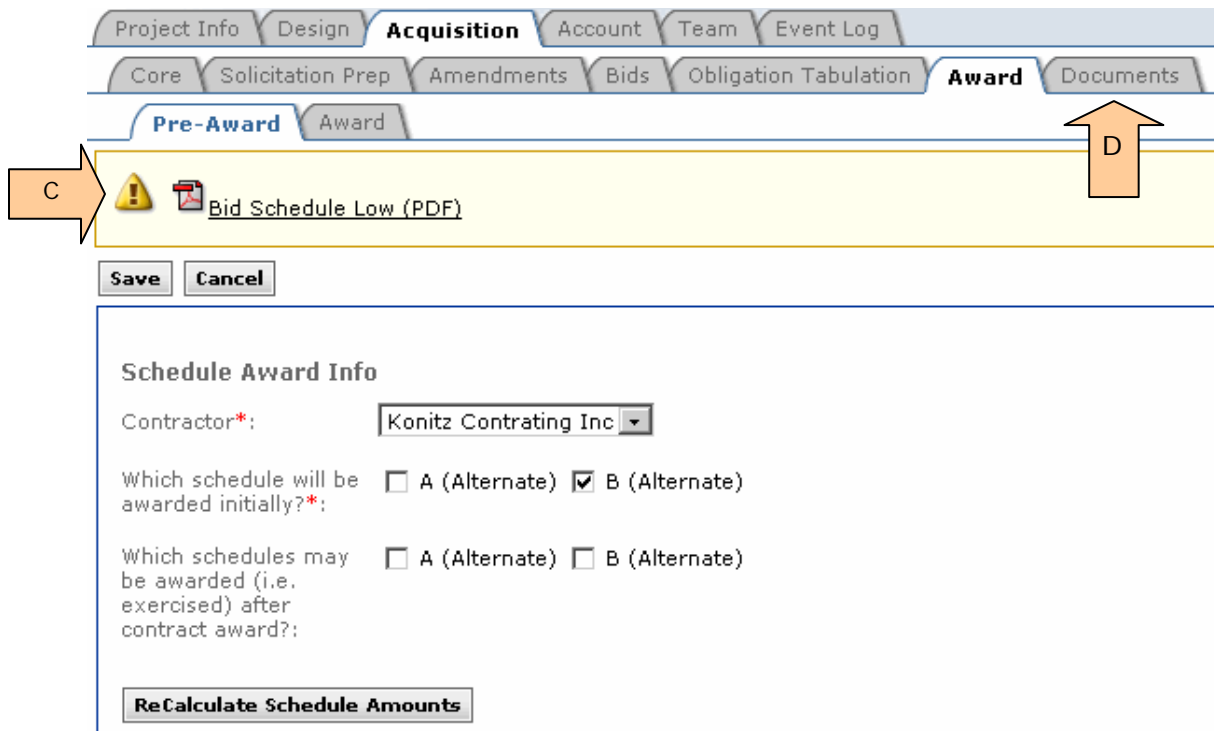 Project Info Design Acquisition Account Team Event Log
Core Solicitation Prep Amendments Bids Obligation Tabulation Award Documents
Pre-Award Award
D
C
Bid Schedule Low (PDF)
Save Cancel
Schedule Award Info
Contractor*: Konitz Contrating Inc
Which schedule will be A (Alternate) B (Alternate)
awarded initially?*:
Which schedules may A (Alternate) B (Alternate)
be awarded (i.e.
exercised) after
contract award?:
ReCalculate Schedule Amounts